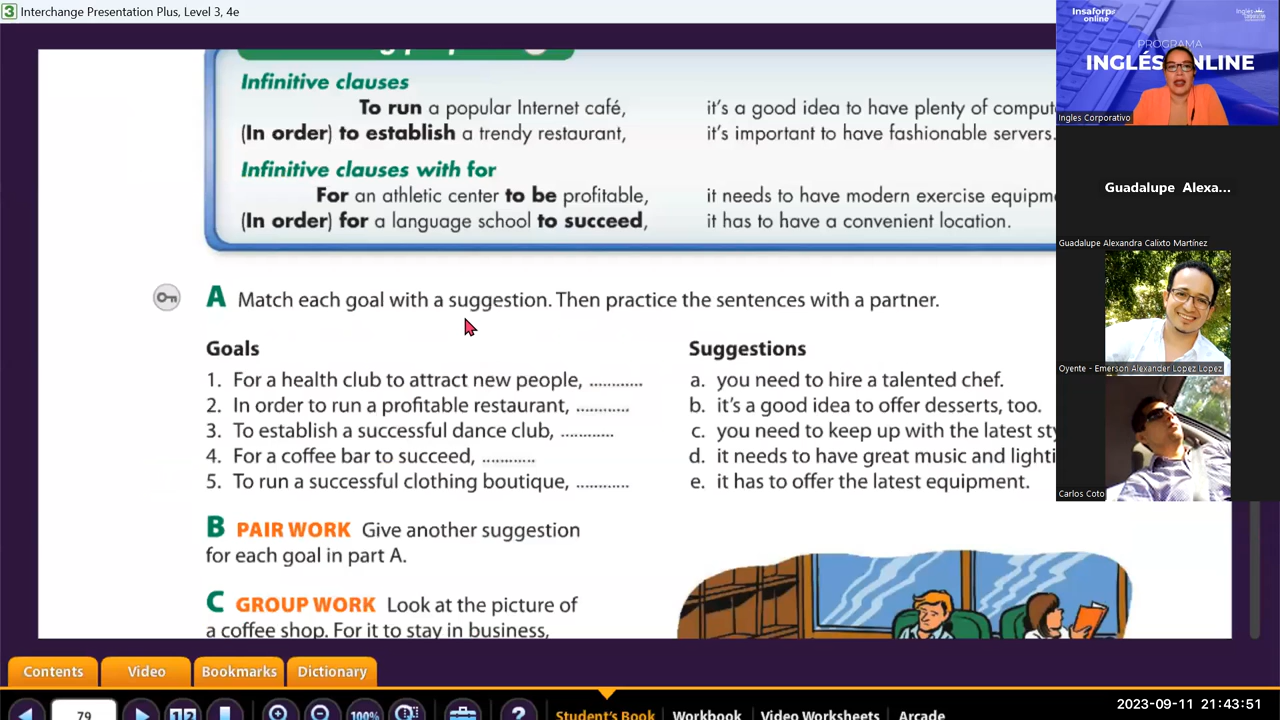 Interchange Presentation Plus, Level 3, 4e
Infinitive clauses
To run a popular Internet café, it's a good idea to have plenty of comput
(In order) to establish a trendy restaurant, it's important to have fashionable servers.
Infinitive clauses with for
For an athletic center to be profitable, it needs to have modern exercise equipm
(In order) for a language school to succeed, it has to have a convenient location.
A Match each goal with a suggestion. Then practice the sentences with a partner.
Goals
1. For a health club to attract new people, ............
2. In order to run a profitable restaurant, ............
3. To establish a successful dance club, ............
4. For a coffee bar to succeed, ............
5. To run a successful clothing boutique, ............
Suggestions
a. you need to hire a talented chef.
b. it's a good idea to offer desserts, too.
c. you need to keep up with the latest sty
d. it needs to have great music and lighti
e. it has to offer the latest equipment.
B PAIR WORK Give another suggestion
for each goal in part A.
C GROUP WORK Look at the picture of
a coffee shop. For it to stay in business,
Contents Video Bookmarks Dictionary
79 1 2 100% ? Student's Book Workbook Video Worksheets Arcade
Insaforp
online
PROGRAMA
INGLÉS ONLINE
Ingles Corporativo
Guadalupe Alexa...
Guadalupe Alexandra Calixto Martínez
Oyente - Emerson Alexander Lopez Lopez
Carlos Coto
2023-09-11 21:43:51